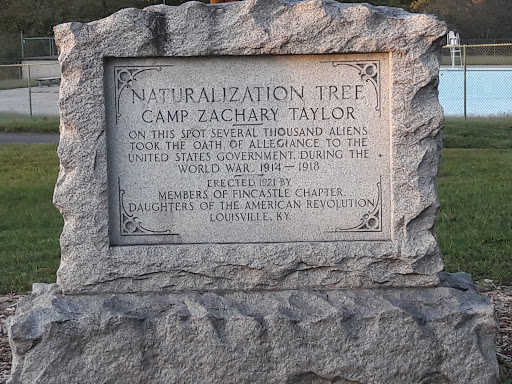 NATURALIZATION TREE
CAMP ZACHARY TAYLOR
ON THIS SPOT SEVERAL THOUSAND ALIENS
TOOK THE OATH OF ALLEGIANCE TO THE
UNITED STATES GOVERNMENT, DURING THE
WORLD WAR, 1914-1918
ERECTED 1921 BY
MEMBERS OF FINCASTLE CHAPTER,
DAUGHTERS OF THE AMERICAN REVOLUTION
LOUISVILLE, KY.